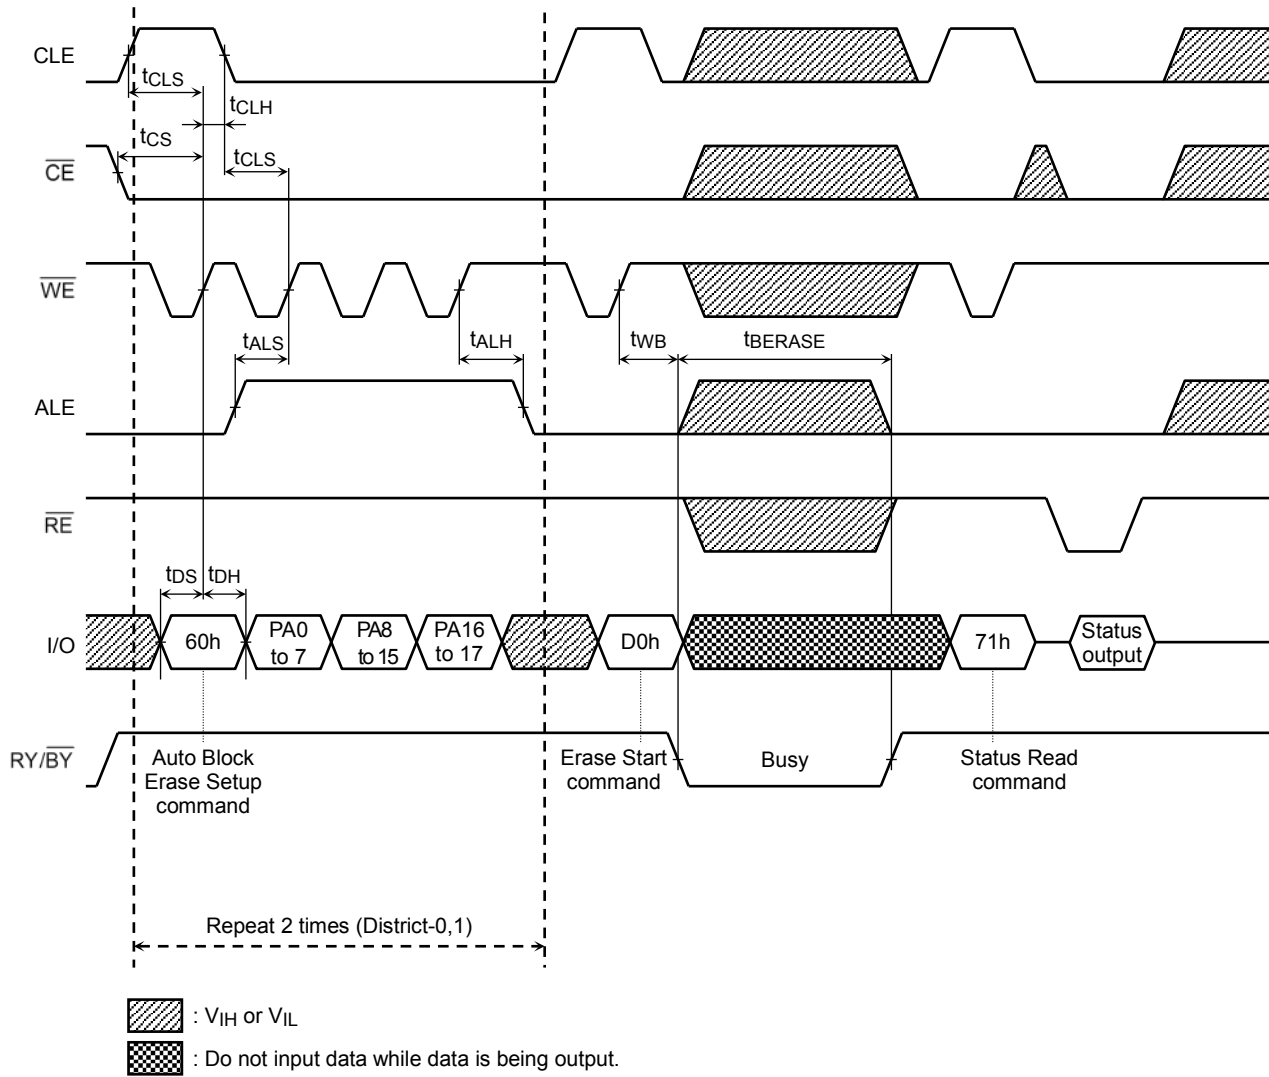 CLE
tCLS
tCLH
tCS
tCLS
CE
WE
tALS
tALH
tWB
tBERASE
ALE
RE
tDS
tDH
I/O
60h
PA0
to 7
PA8
to 15
PA16
to 17
D0h
71h
Status
output
RY/BY
Auto Block
Erase Setup
command
Erase Start
command
Busy
Status Read
command
Repeat 2 times (District-0,1)
: VIH or VIL
: Do not input data while data is being output.